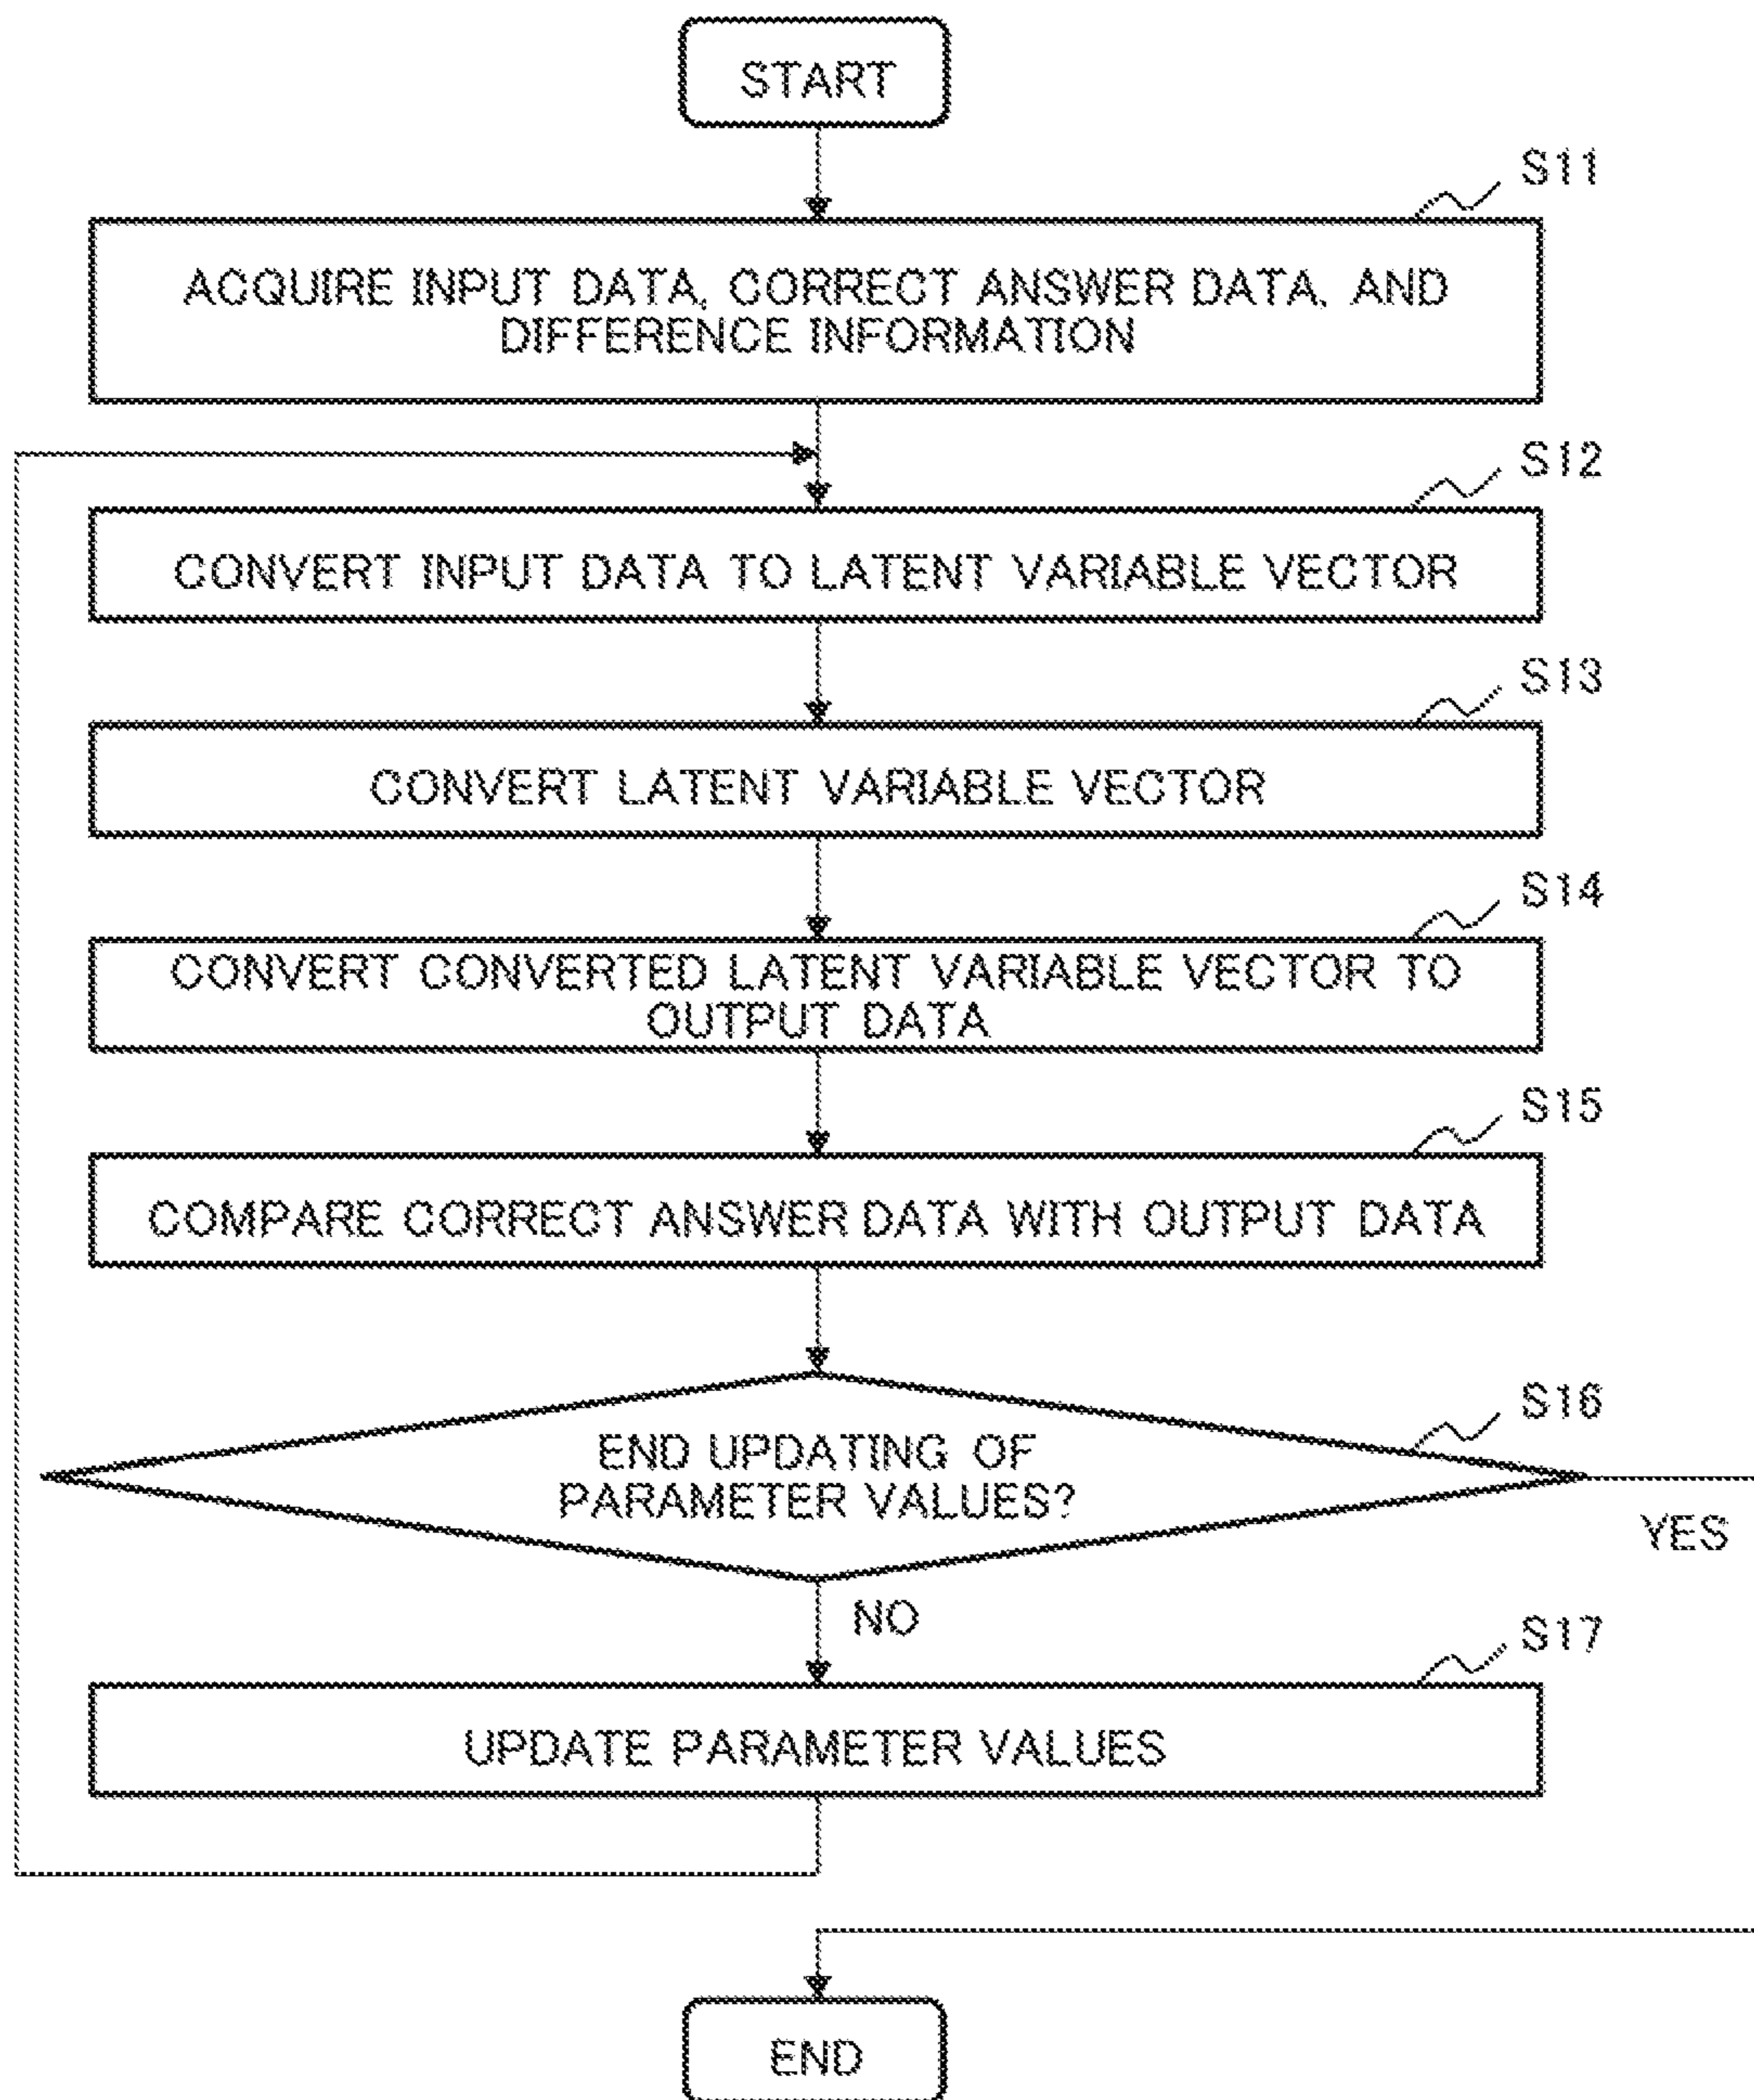 START
S11
ACQUIRE INPUT DATA, CORRECT ANSWER DATA, AND
DIFFERENCE INFORMATION
S12
CONVERT INPUT DATA TO LATENT VARIABLE VECTOR
S13
CONVERT LATENT VARIABLE VECTOR
S14
CONVERT CONVERTED LATENT VARIABLE VECTOR TO
OUTPUT DATA
S15
COMPARE CORRECT ANSWER DATA WITH OUTPUT DATA
S16
END UPDATING OF
PARAMETER VALUES?
YES
NO
S17
UPDATE PARAMETER VALUES
END